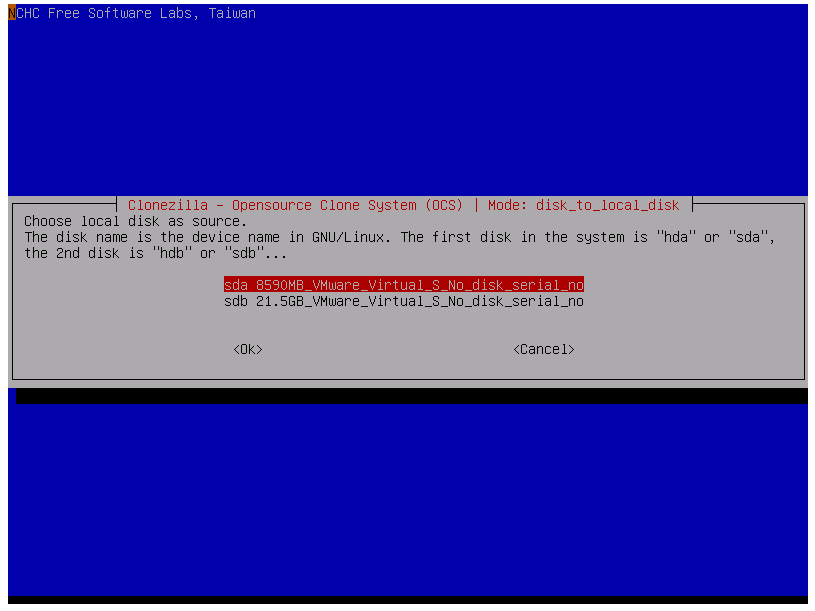 NCHC Free Software Labs, Taiwan
Clonezilla - Opensource Clone System (OCS) | Mode: disk_to_local_disk
Choose local disk as source.
The disk name is the device name in GNU/Linux. The first disk in the system is "hda" or "sda",
the 2nd disk is "hdb" or "sdb"...
sda 8590MB_VMware_Virtual_S_No_disk_serial_no
sdb 21.5GB_VMware_Virtual_S_No_disk_serial_no
<Ok> <Cancel>